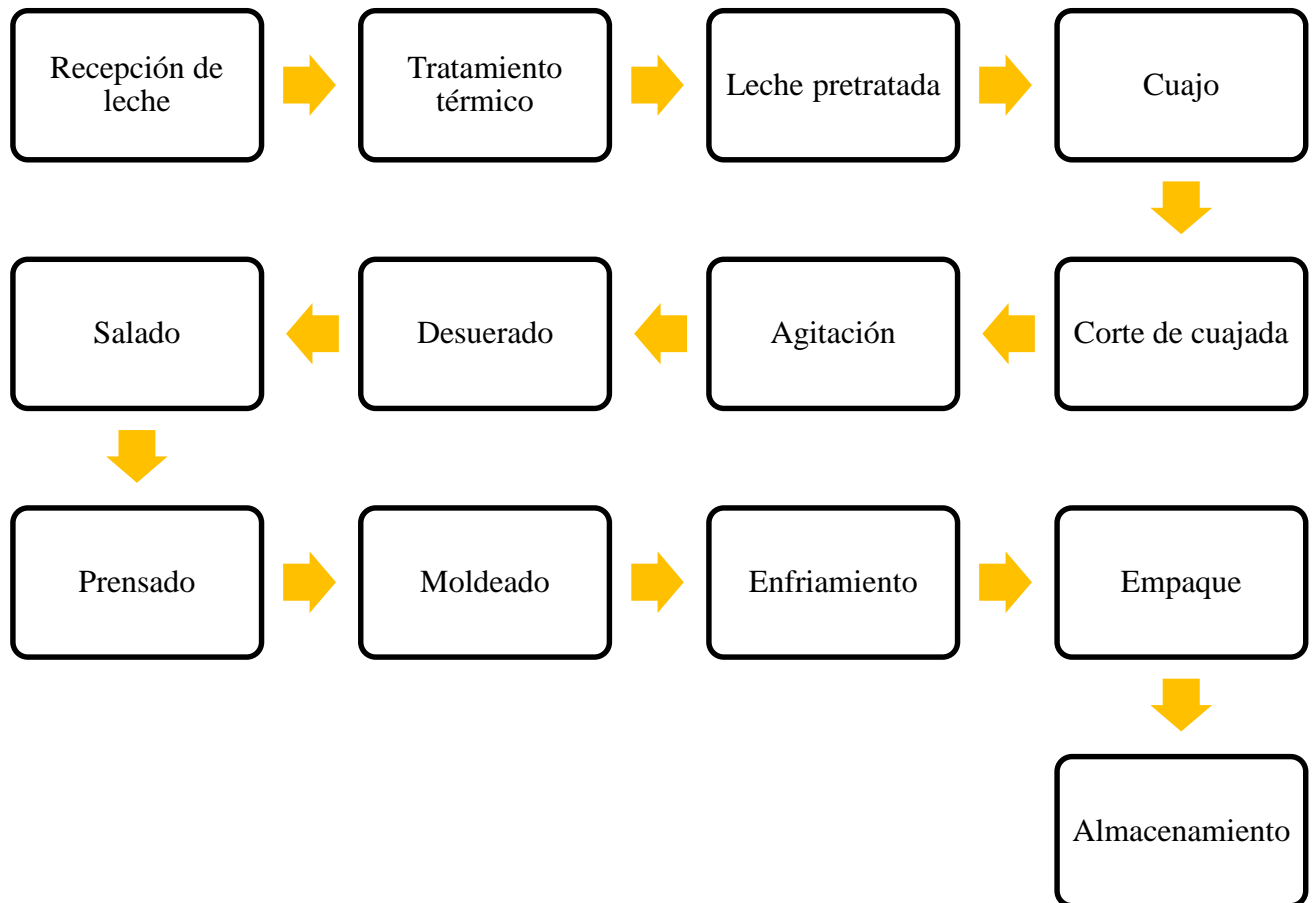 Recepción de
leche
Tratamiento
térmico
Leche pretratada
Cuajo
Corte de cuajada
Agitación
Desuerado
Salado
Prensado
Moldeado
Enfriamiento
Empaque
Almacenamiento